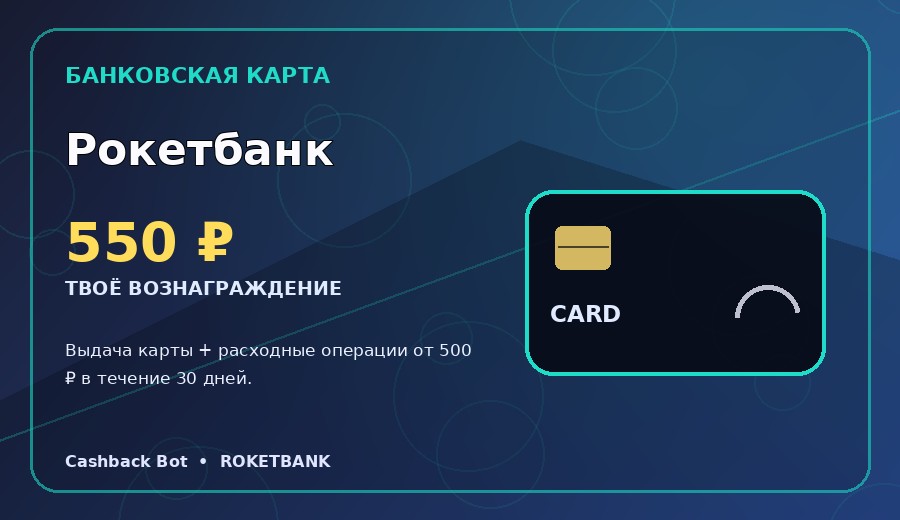 БАНКОВСКАЯ КАРТА
Рокетбанк
550 ₽
ТВОЁ ВОЗНАГРАЖДЕНИЕ
CARD
Выдача карты + расходные операции от 500
₽ в течение 30 дней.
Cashback Bot • ROKETBANK